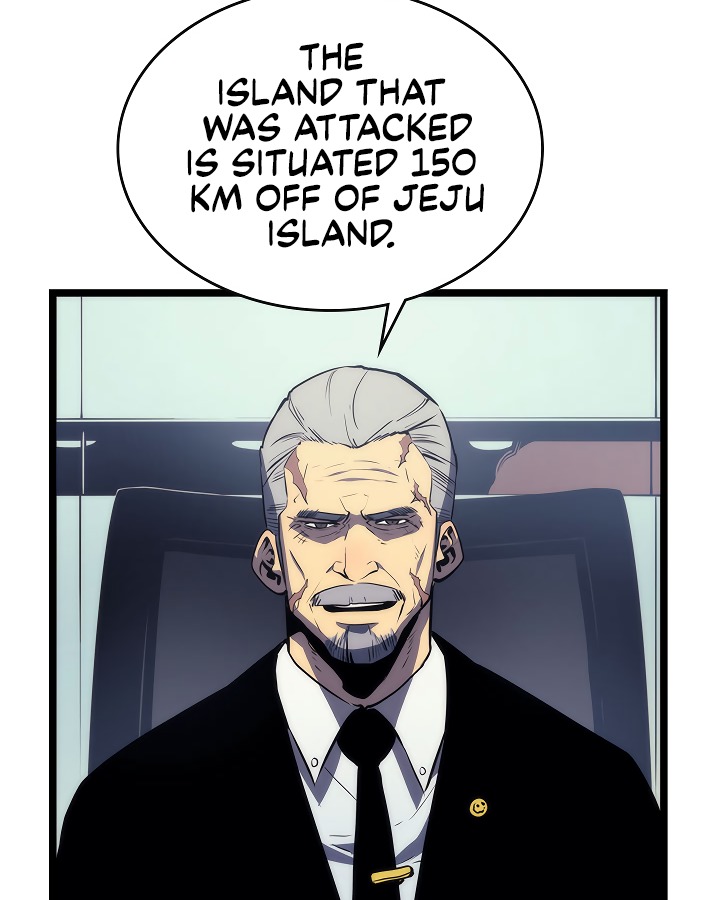 THE
ISLAND THAT
WAS ATTACKED
IS SITUATED 150
KM OFF OF JEJU
ISLAND.